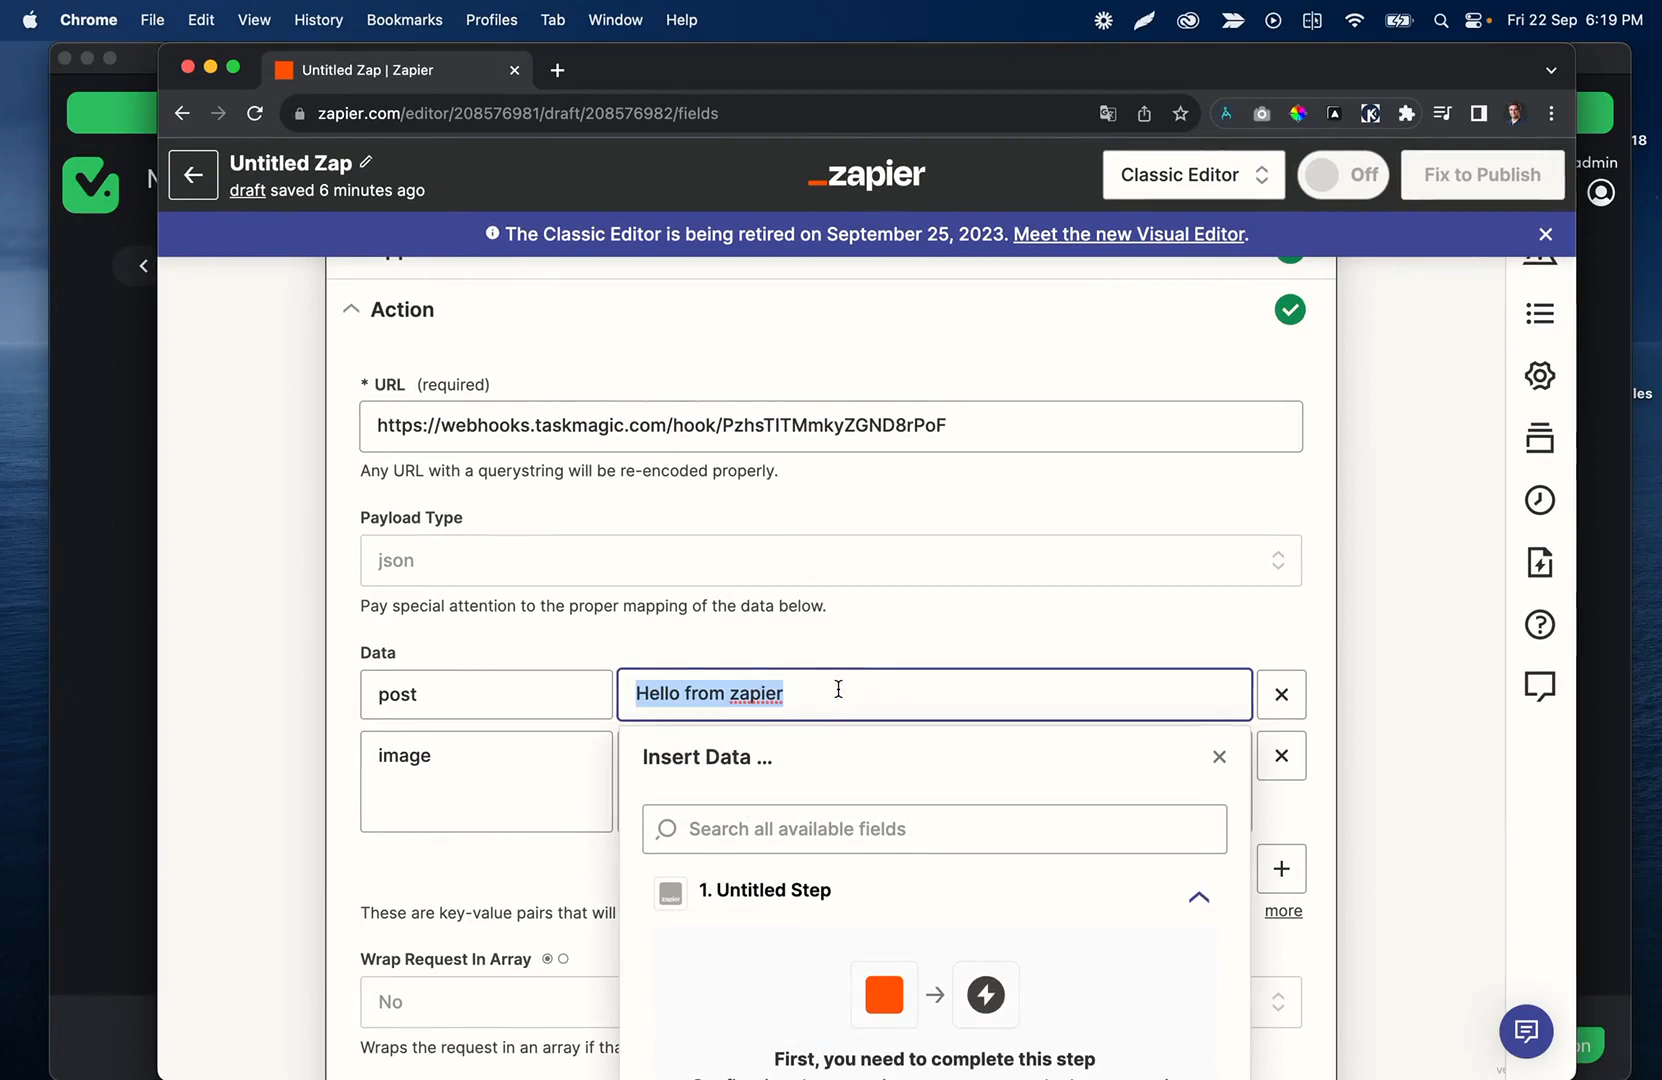 Chrome File Edit View History Bookmarks Profiles Tab Window Help Fri 22 Sep 6:19 PM
Untitled Zap | Zapier
zapier.com/editor/208576981/draft/208576982/fields
18
Untitled Zap
draft saved 6 minutes ago
zapier
Classic Editor
Off
Fix to Publish
admin
N
The Classic Editor is being retired on September 25, 2023. Meet the new Visual Editor.
Action
* URL (required)
les
https://webhooks.taskmagic.com/hook/PzhsTITMmkyZGND8rPoF
Any URL with a querystring will be re-encoded properly.
Payload Type
json
Pay special attention to the proper mapping of the data below.
Data
post
Hello from zapier
image
Insert Data ...
Search all available fields
1. Untitled Step
zapier
These are key-value pairs that will
more
Wrap Request In Array
No
Wraps the request in an array if tha
on
First, you need to complete this step